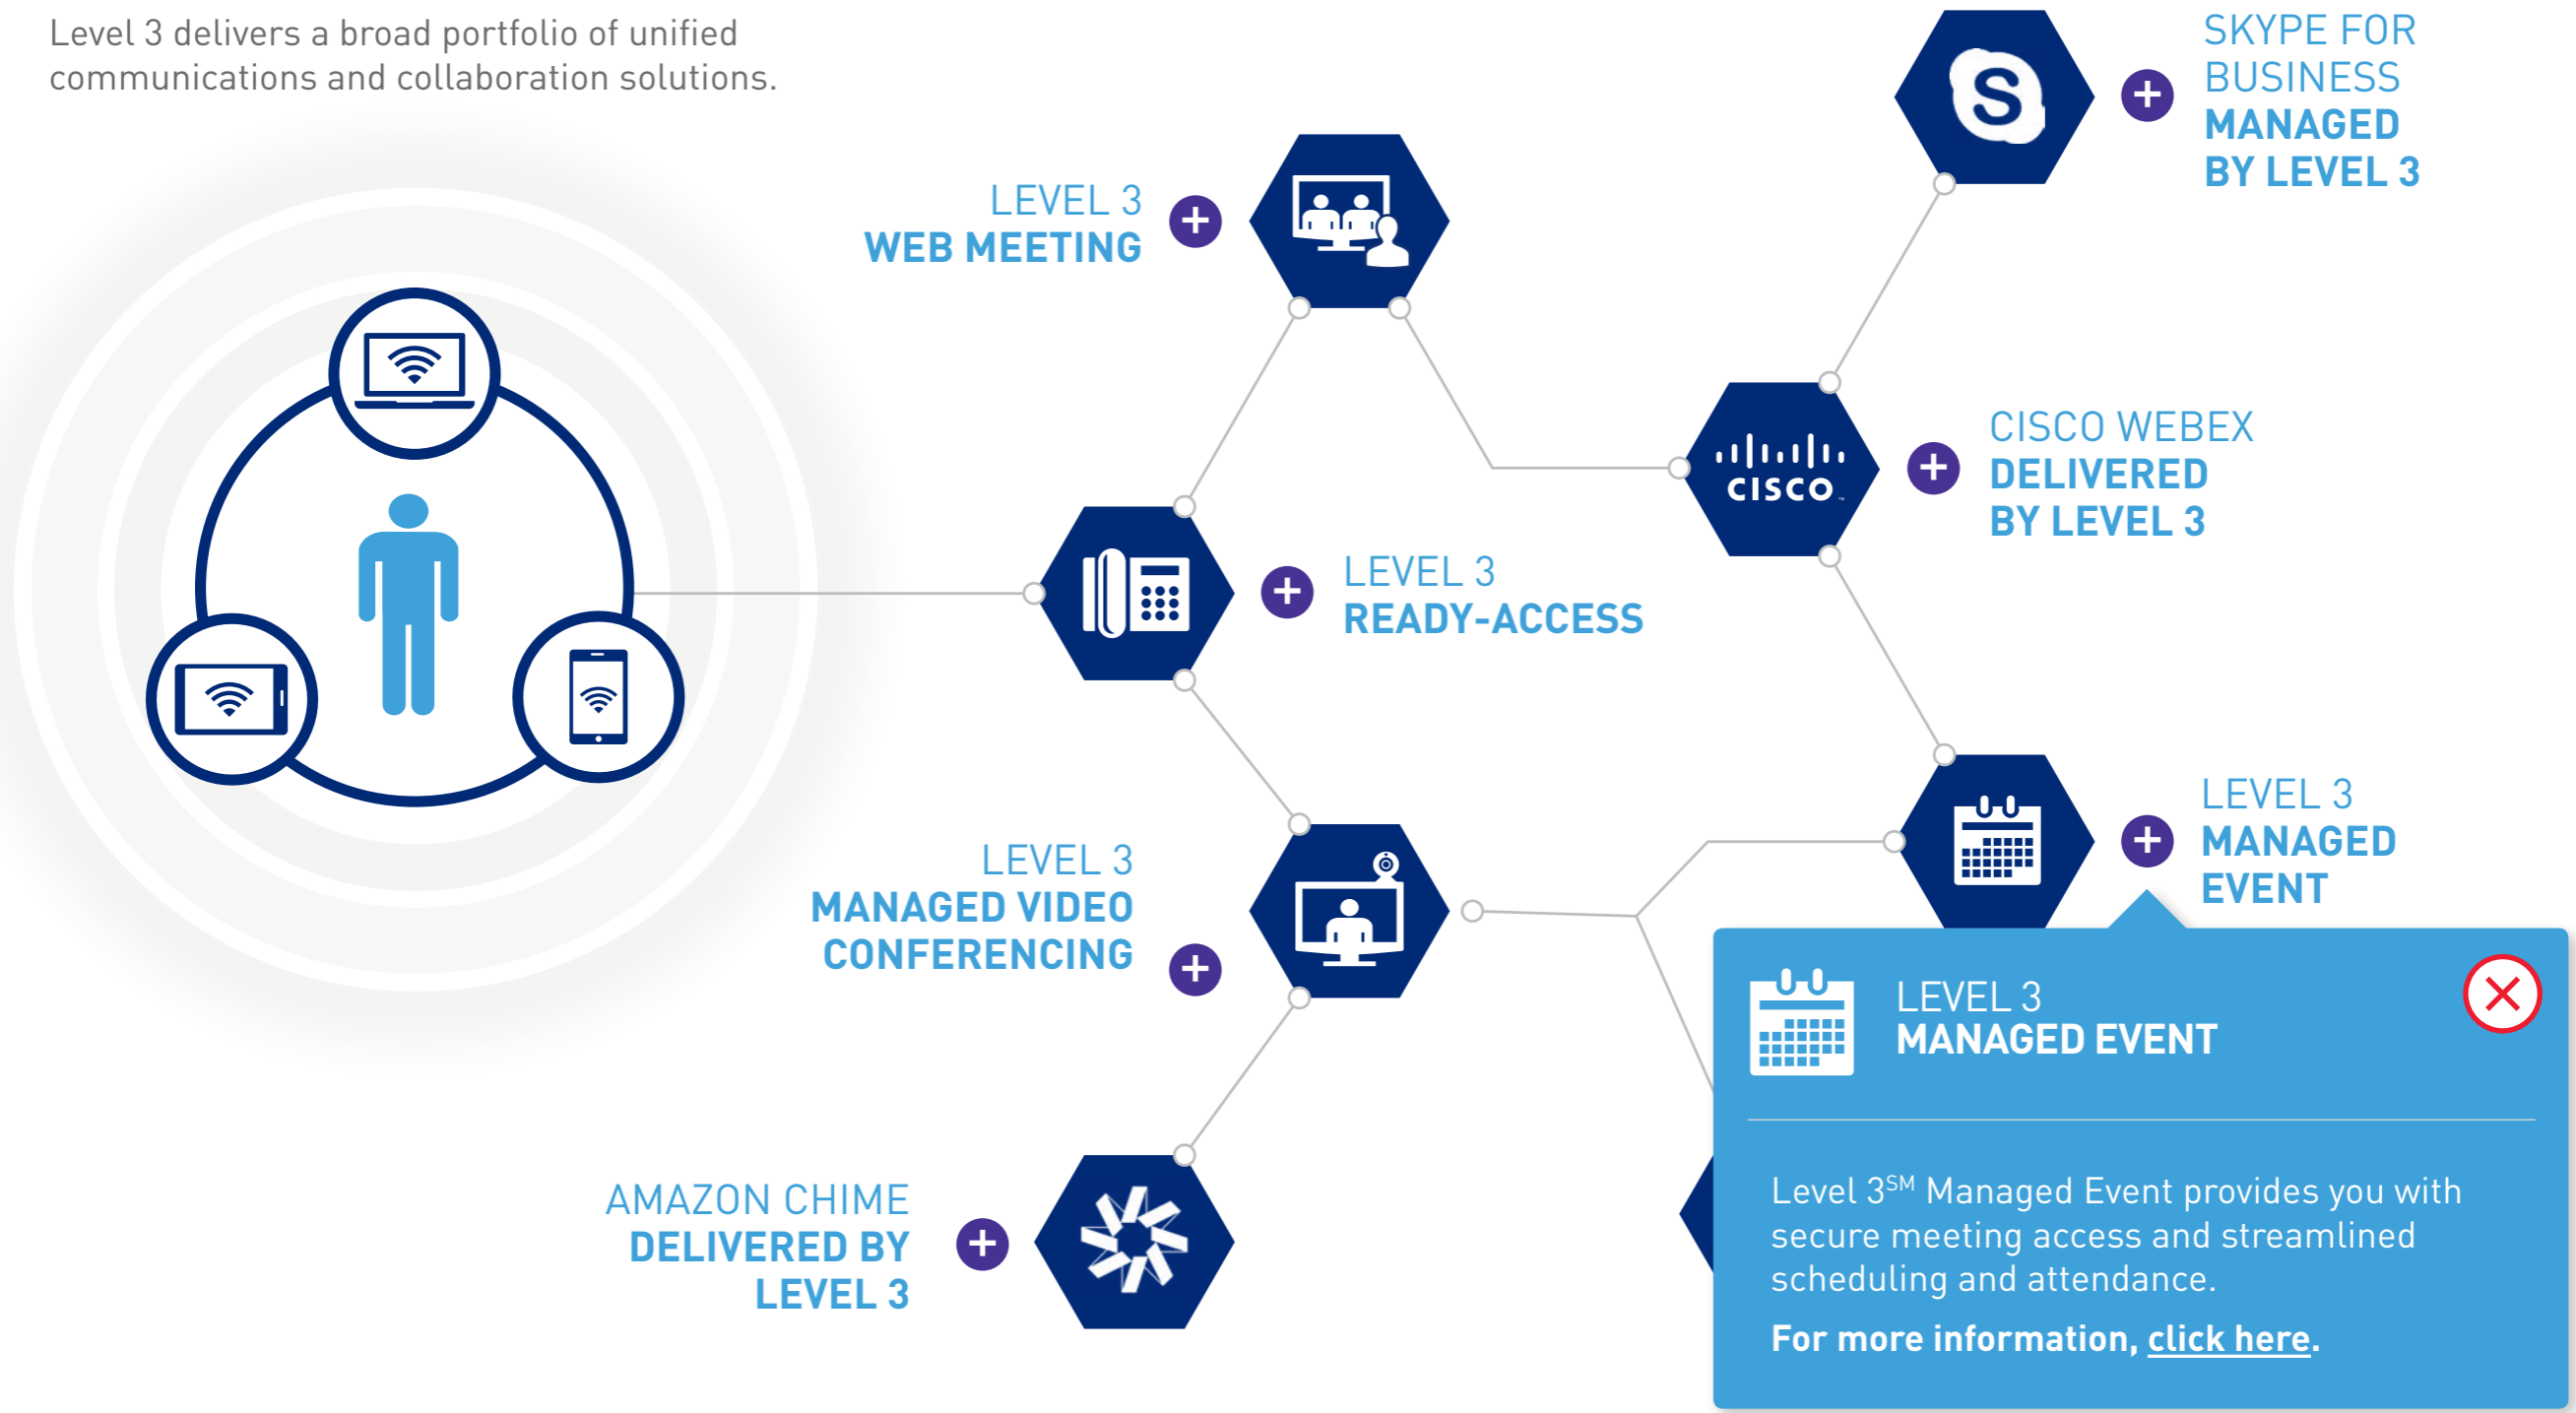 Level 3 delivers a broad portfolio of unified
communications and collaboration solutions.
SKYPE FOR
BUSINESS
MANAGED
BY LEVEL 3
LEVEL 3
WEB MEETING
CISCO
CISCO WEBEX
DELIVERED
BY LEVEL 3
LEVEL 3
READY-ACCESS
LEVEL 3
MANAGED
EVENT
LEVEL 3
MANAGED VIDEO
CONFERENCING
LEVEL 3
MANAGED EVENT
AMAZON CHIME
DELIVERED BY
LEVEL 3
Level 3℠ Managed Event provides you with
secure meeting access and streamlined
scheduling and attendance.
For more information, click here.